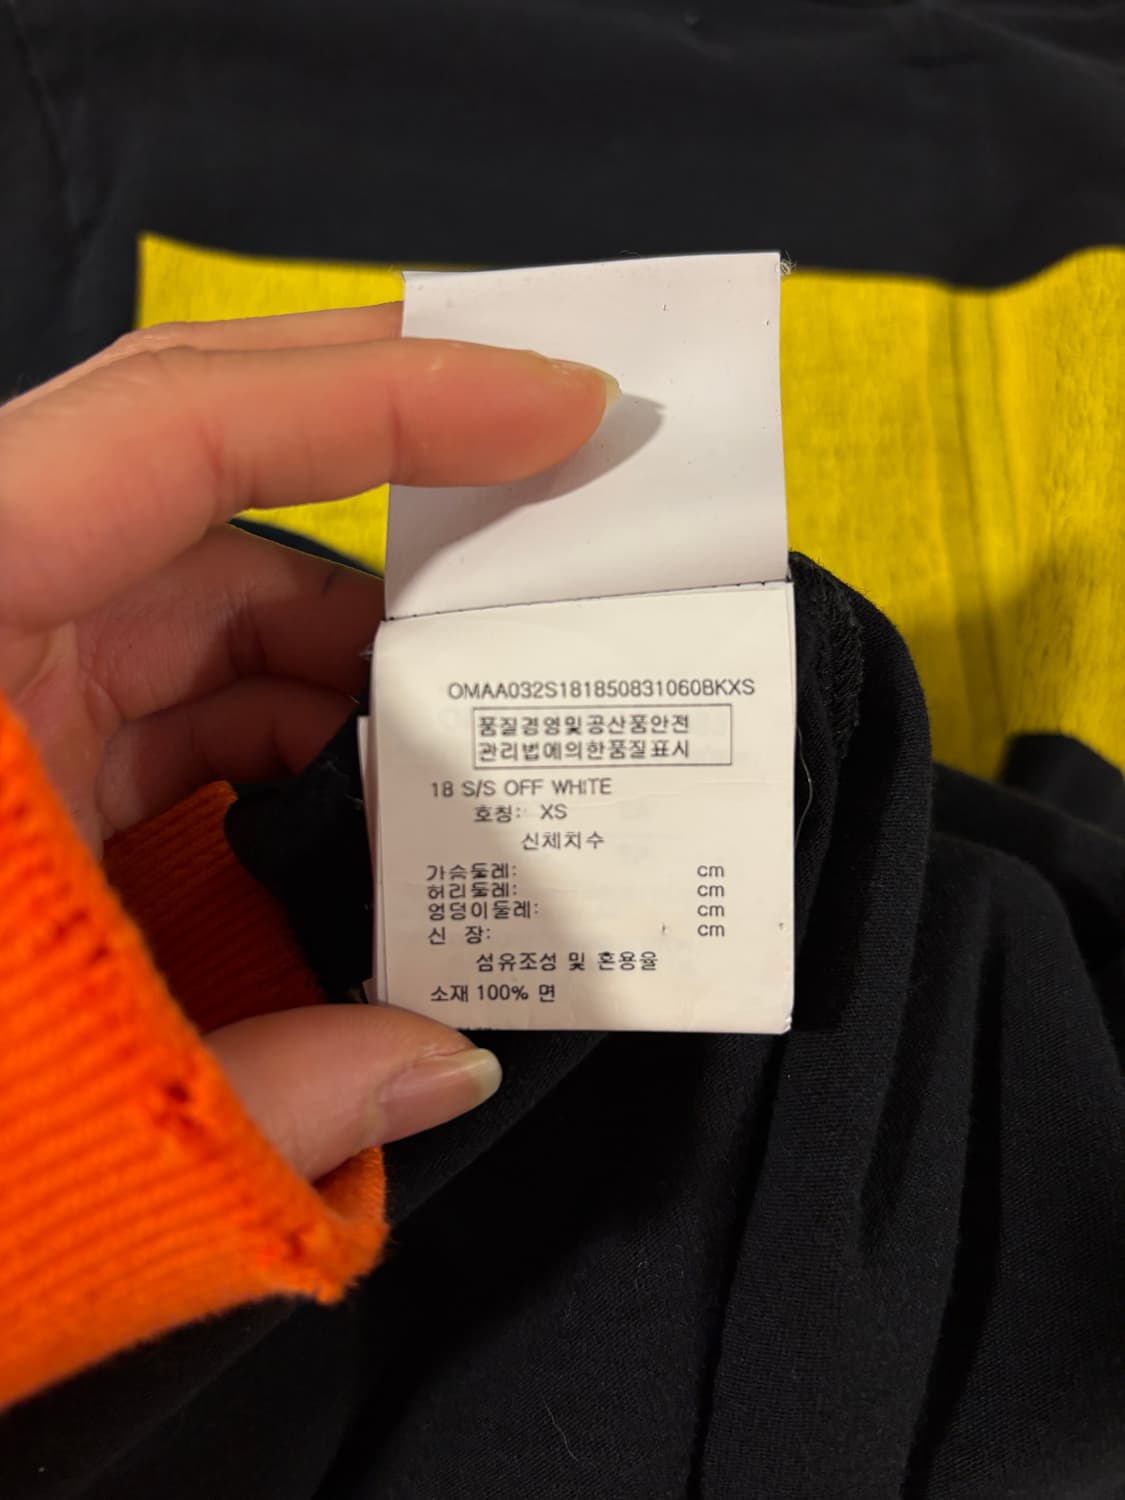 OMAA032S181850831060BKXS
품질경영및공산품안전
관리법에의한품질표시
18 S/S OFF WHITE
호칭: XS
신체치수
가슴둘레: cm
허리둘레: cm
엉덩이둘레: cm
신 장: cm
섬유조성 및 혼용율
소재 100% 면